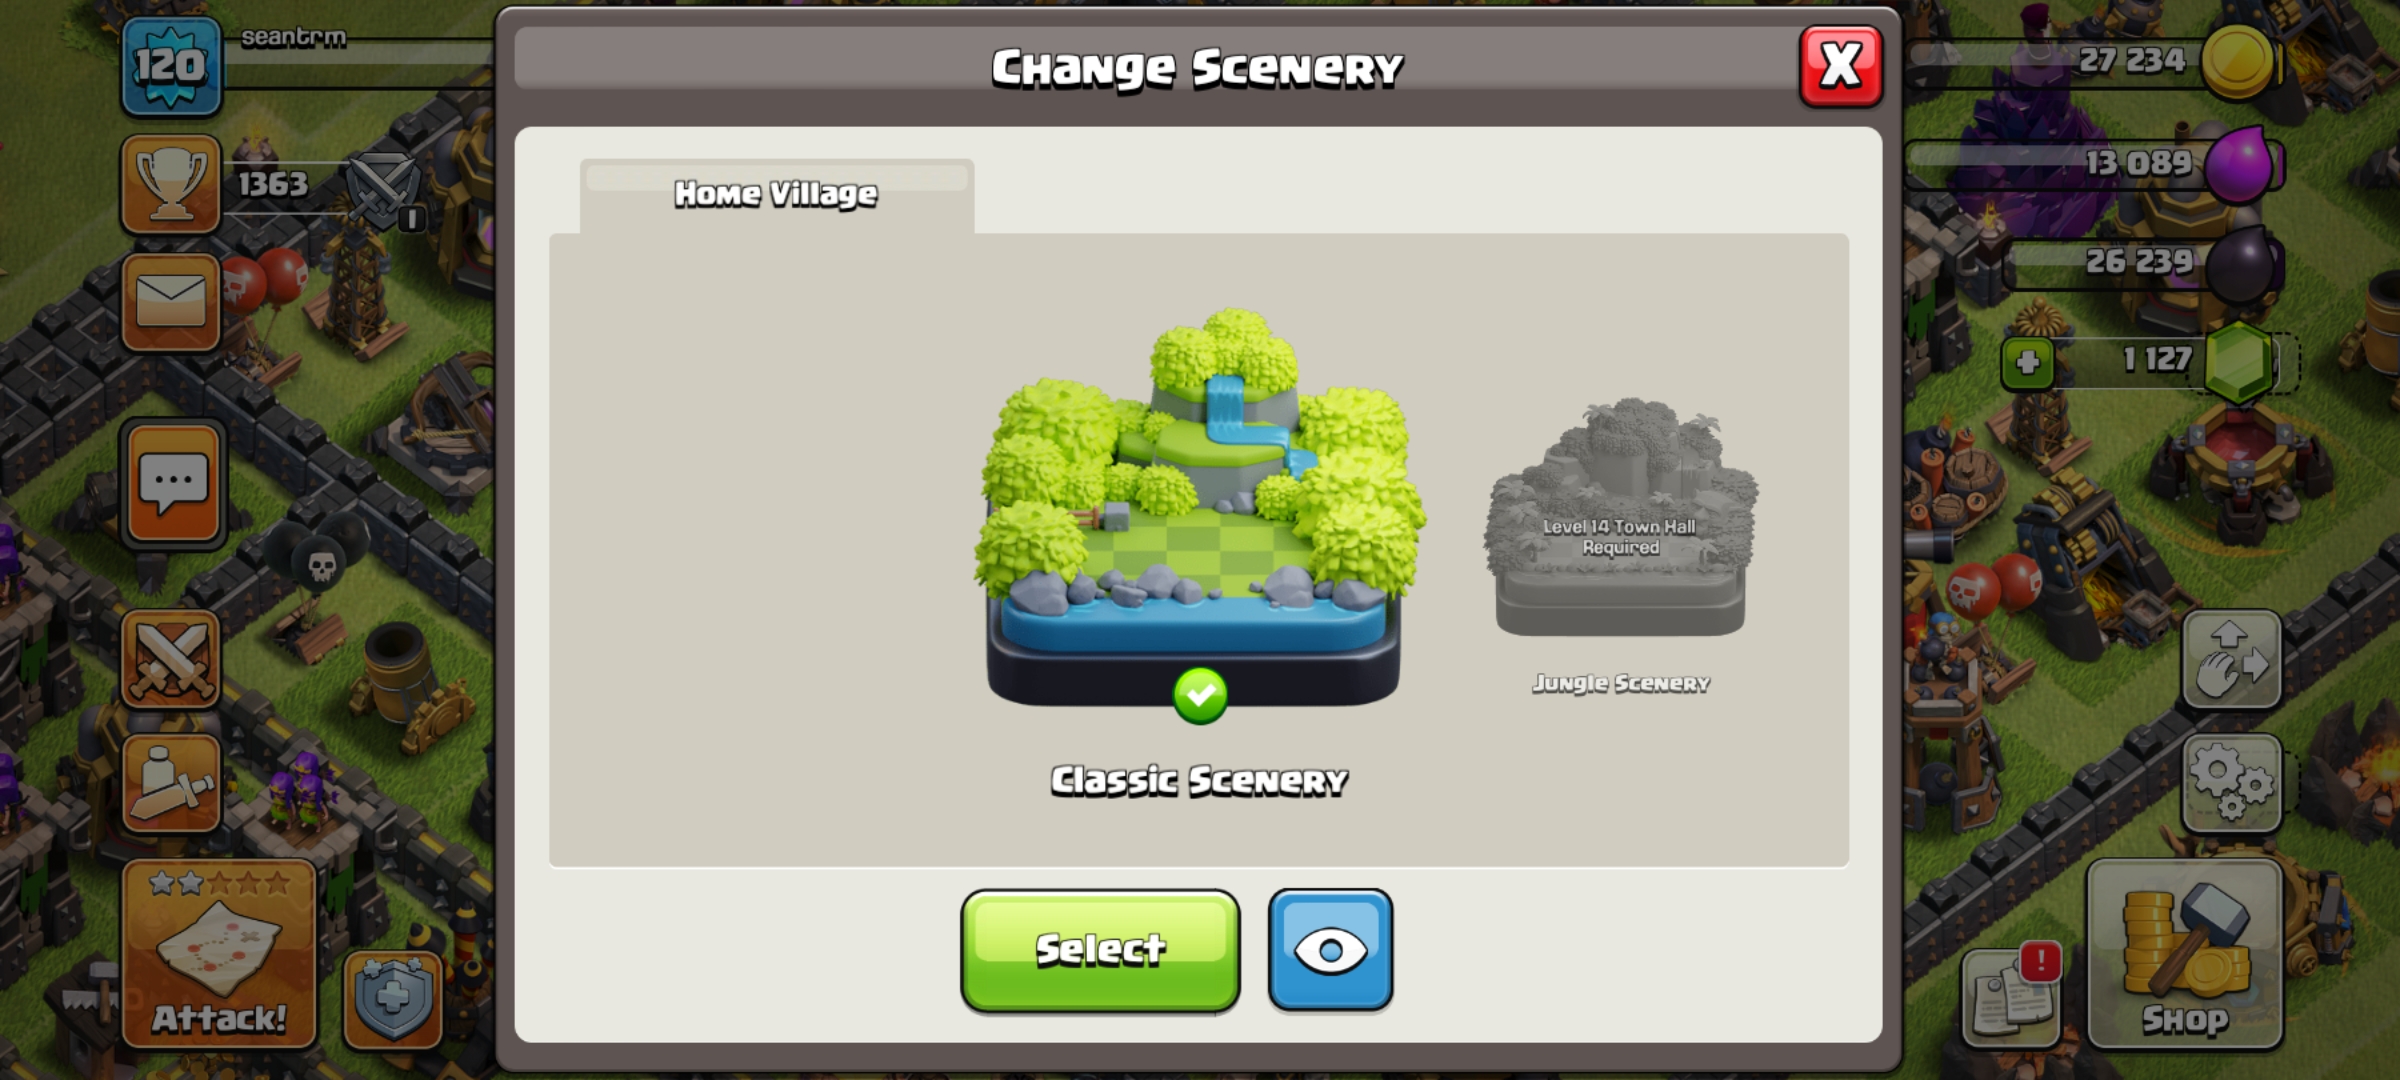 Change Scenery
X
120
seantrm
1363
I
Home Village
27 234
13 089
26 239
1 127
Level 14 Town Hall
Required
Jungle Scenery
Classic Scenery
Select
Attack!
!
Shop